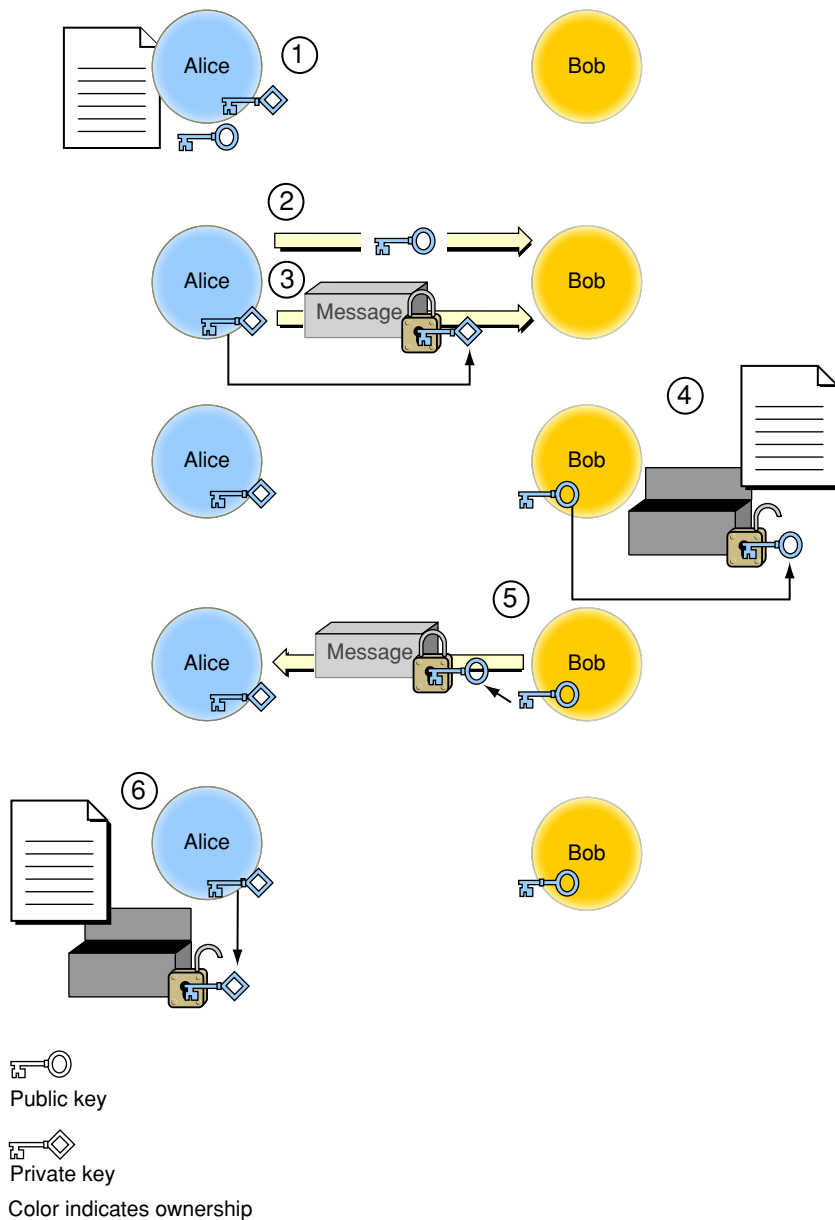 Alice
1
Bob
2
Alice
Bob
3
Message
4
Alice
Bob
5
Alice
Message
Bob
6
Alice
Bob
Public key
Private key
Color indicates ownership